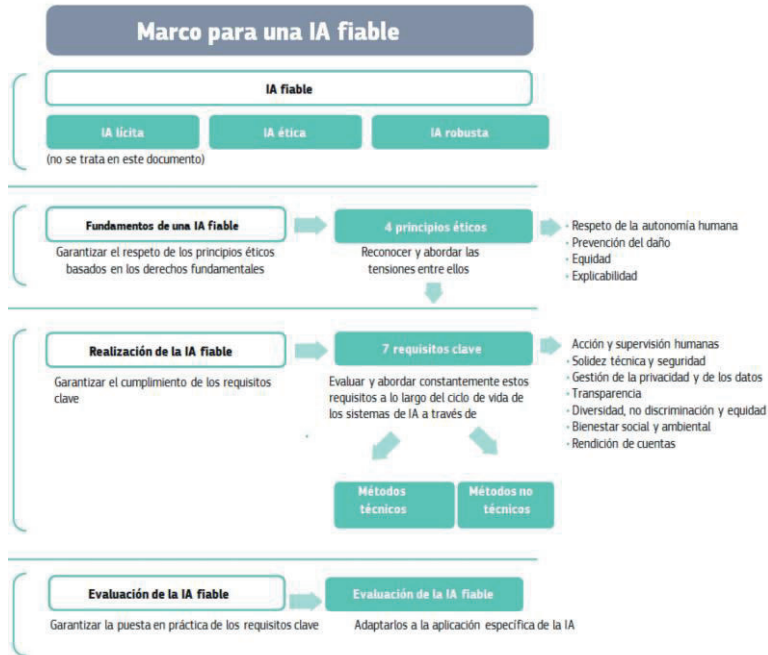 Marco para una IA fiable
IA fiable
IA lícita
IA ética
IA robusta
(no se trata en este documento)
Fundamentos de una IA fiable
Garantizar el respeto de los principios éticos
basados en los derechos fundamentales
4 principios éticos
Reconocer y abordar las
tensiones entre ellos
· Respeto de la autonomía humana
· Prevención del daño
· Equidad
· Explicabilidad
Realización de la IA fiable
Garantizar el cumplimiento de los requisitos
clave
7 requisitos clave
Evaluar y abordar constantemente estos
requisitos a lo largo del ciclo de vida de
los sistemas de IA a través de
Acción y supervisión humanas
· Solidez técnica y seguridad
· Gestión de la privacidad y de los datos
· Transparencia
· Diversidad, no discriminación y equidad
· Bienestar social y ambiental
· Rendición de cuentas
Métodos
técnicos
Métodos no
técnicos
Evaluación de la IA fiable
Garantizar la puesta en práctica de los requisitos clave
Evaluación de la IA fiable
Adaptarlos a la aplicación específica de la IA